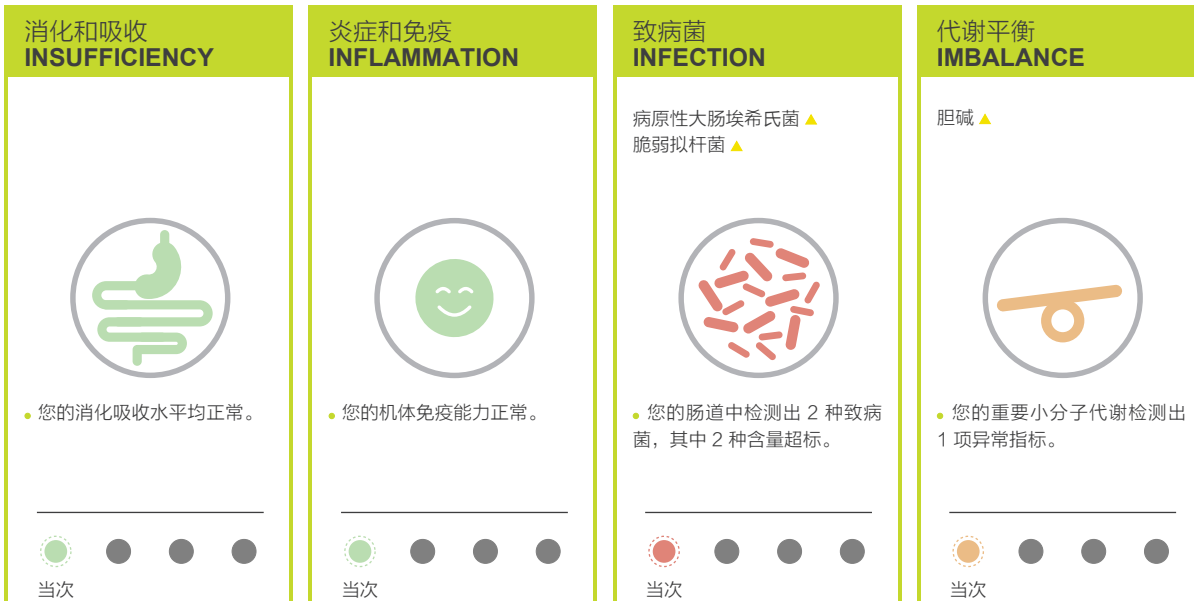 消化和吸收
INSUFFICIENCY
• 您的消化吸收水平均正常。
当次
炎症和免疫
INFLAMMATION
• 您的机体免疫能力正常。
当次
致病菌
INFECTION
病原性大肠埃希氏菌 ▲
脆弱拟杆菌 ▲
• 您的肠道中检测出 2 种致病
菌，其中 2 种含量超标。
当次
代谢平衡
IMBALANCE
胆碱 ▲
• 您的重要小分子代谢检测出
1 项异常指标。
当次